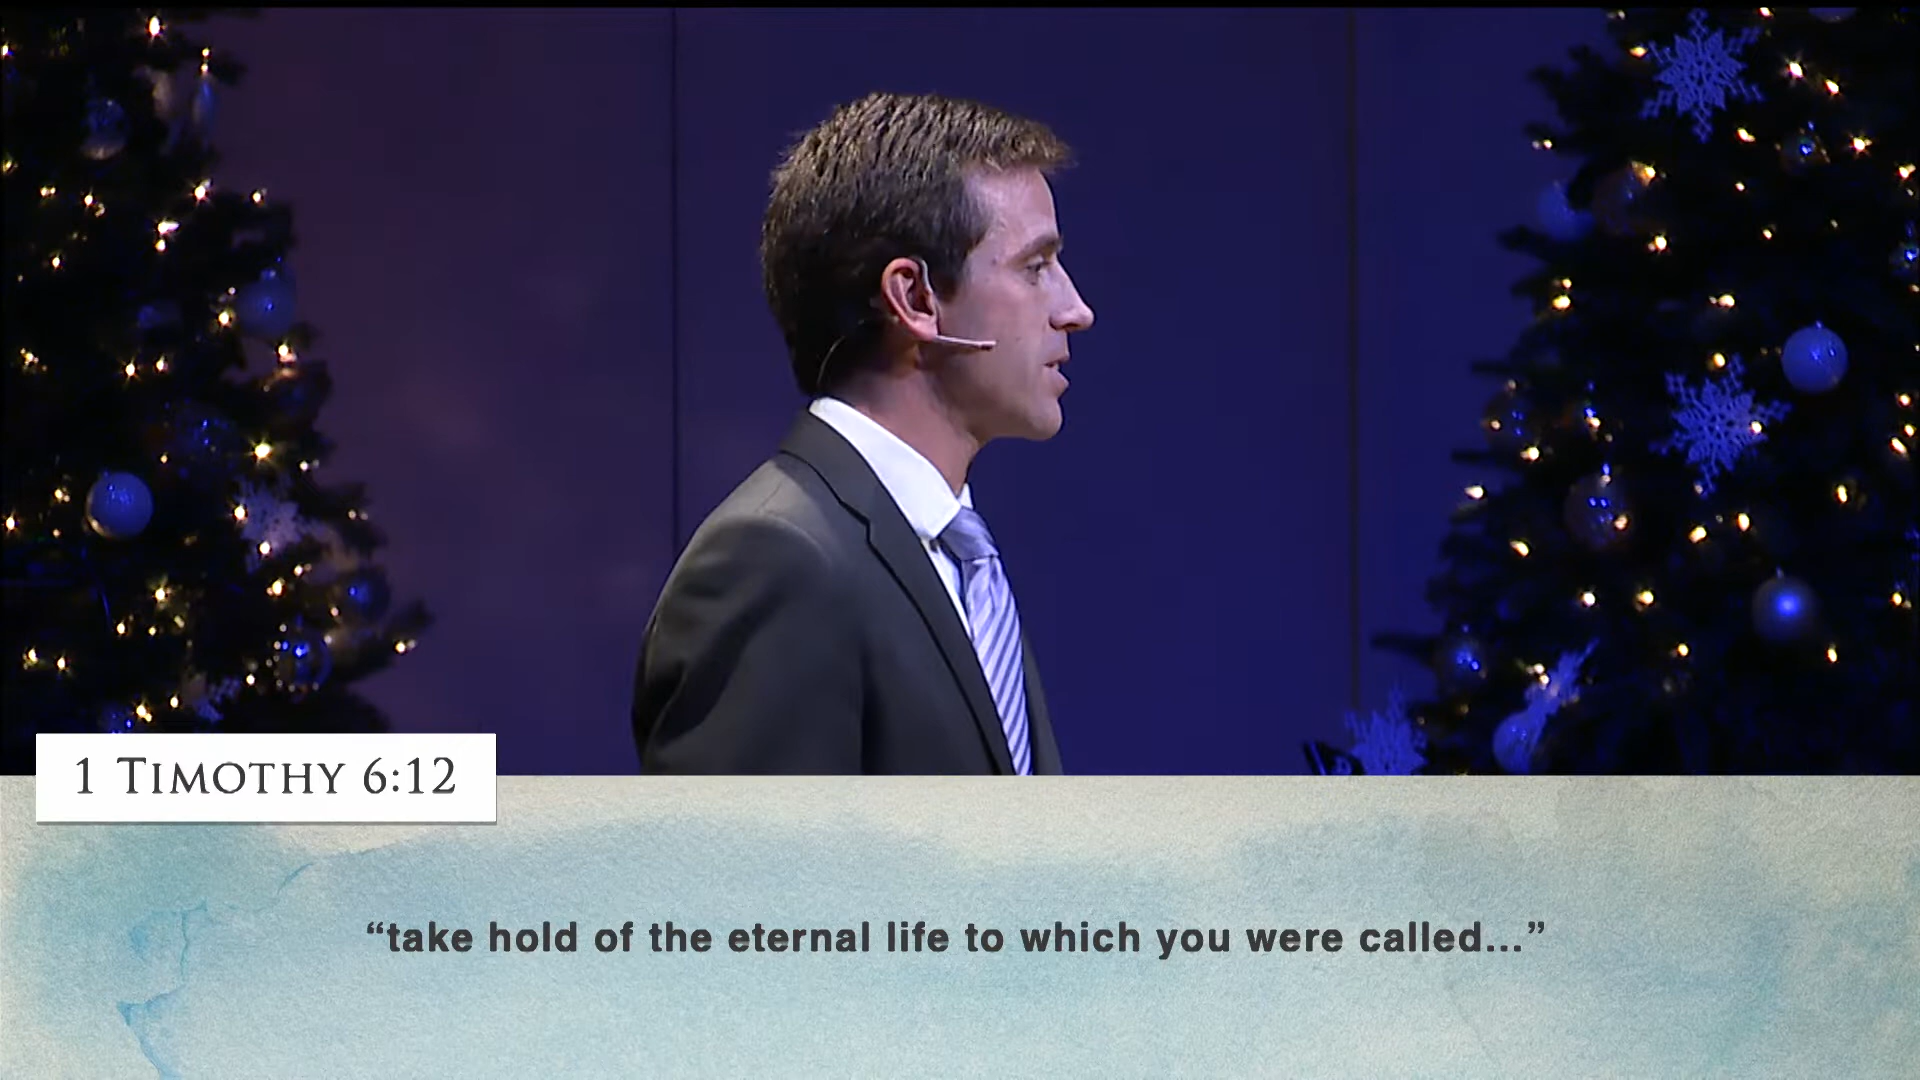 1 TIMOTHY 6:12
“take hold of the eternal life to which you were called...”